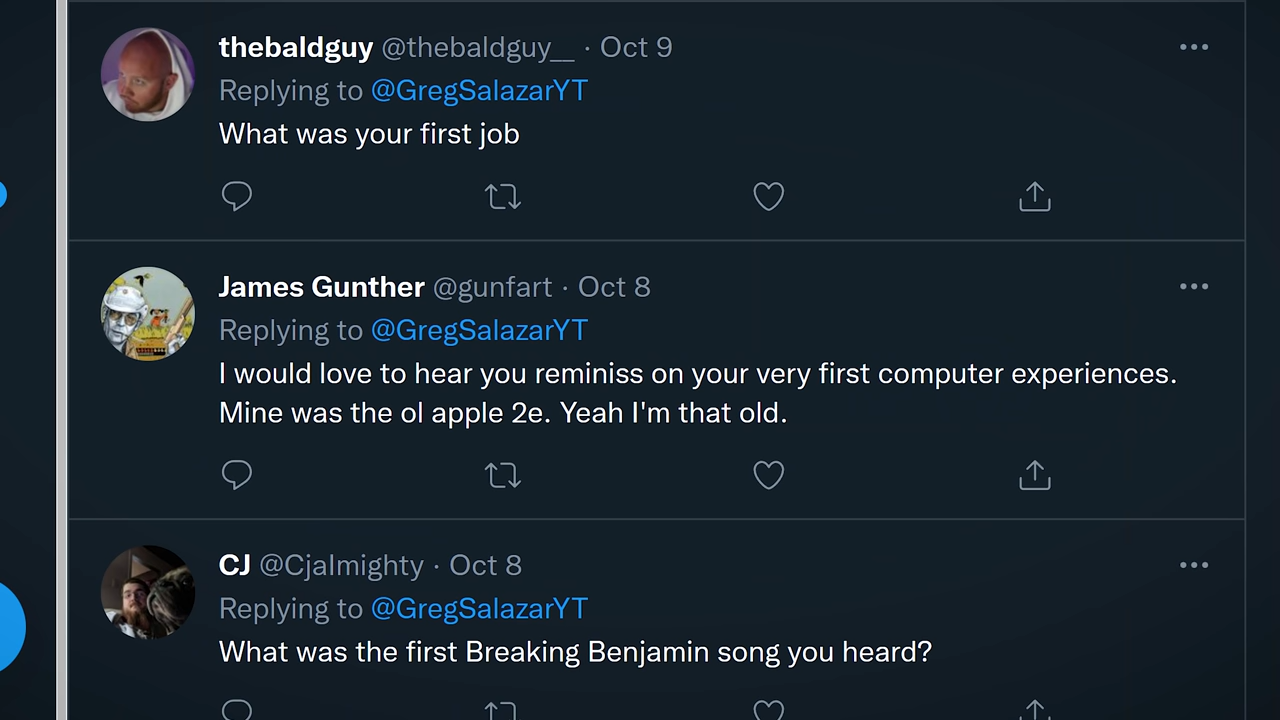 thebaldguy @thebaldguy__ · Oct 9
Replying to @GregSalazarYT
What was your first job
James Gunther @gunfart · Oct 8
Replying to @GregSalazarYT
I would love to hear you reminiss on your very first computer experiences.
Mine was the ol apple 2e. Yeah I'm that old.
CJ @Cjalmighty · Oct 8
Replying to @GregSalazarYT
What was the first Breaking Benjamin song you heard?